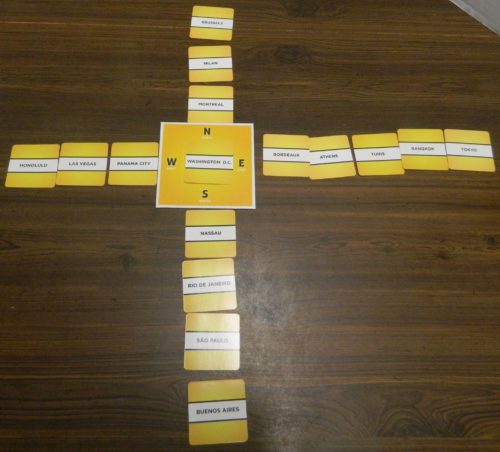 BRUSSELS
MILAN
MONTREAL
N
HONOLULU
LAS VEGAS
PANAMA CITY
W
WASHINGTON D.C.
E
BORDEAUX
ATHENS
TUNIS
BANGKOK
TOKYO
S
NASSAU
RIO DE JANEIRO
SÃO PAULO
BUENOS AIRES